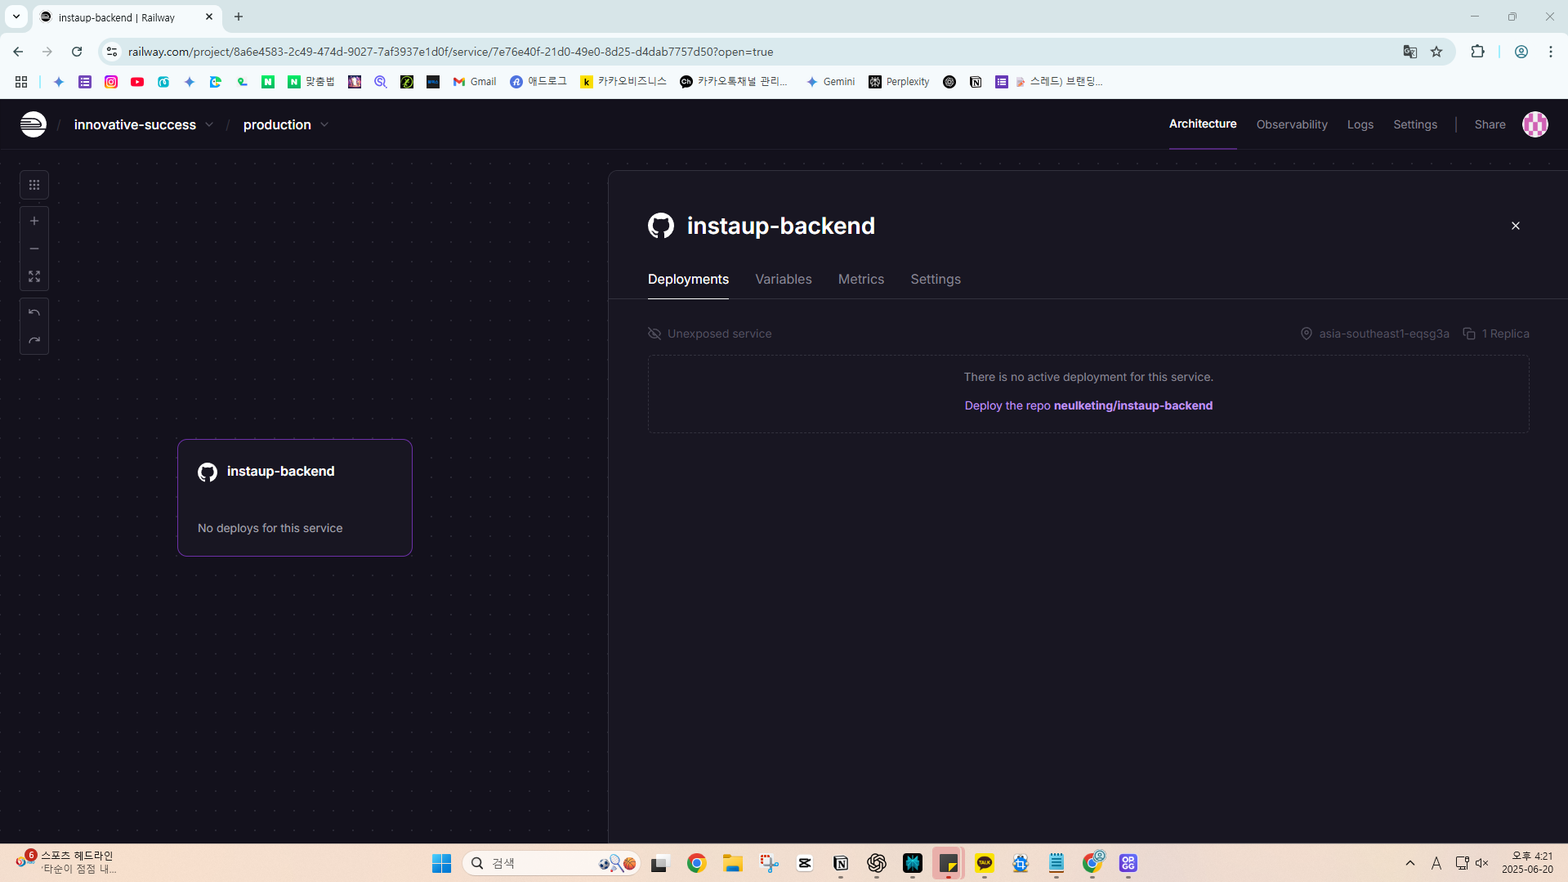 instaup-backend | Railway
railway.com/project/8a6e4583-2c49-474d-9027-7af3937e1d0f/service/7e76e40f-21d0-49e0-8d25-d4dab7757d50?open=true
맞춤법
Gmail
애드로그
카카오비즈니스
카카오톡채널 관리...
Gemini
Perplexity
스레드) 브랜딩...
innovative-success / production
Architecture Observability Logs Settings | Share
instaup-backend
Deployments Variables Metrics Settings
Unexposed service
asia-southeast1-eqsg3a 1 Replica
There is no active deployment for this service.
Deploy the repo neulketing/instaup-backend
instaup-backend
No deploys for this service
6
스포츠 헤드라인
'타순이 점점 내...
검색
TALK
OP.GG
A
오후 4:21
2025-06-20